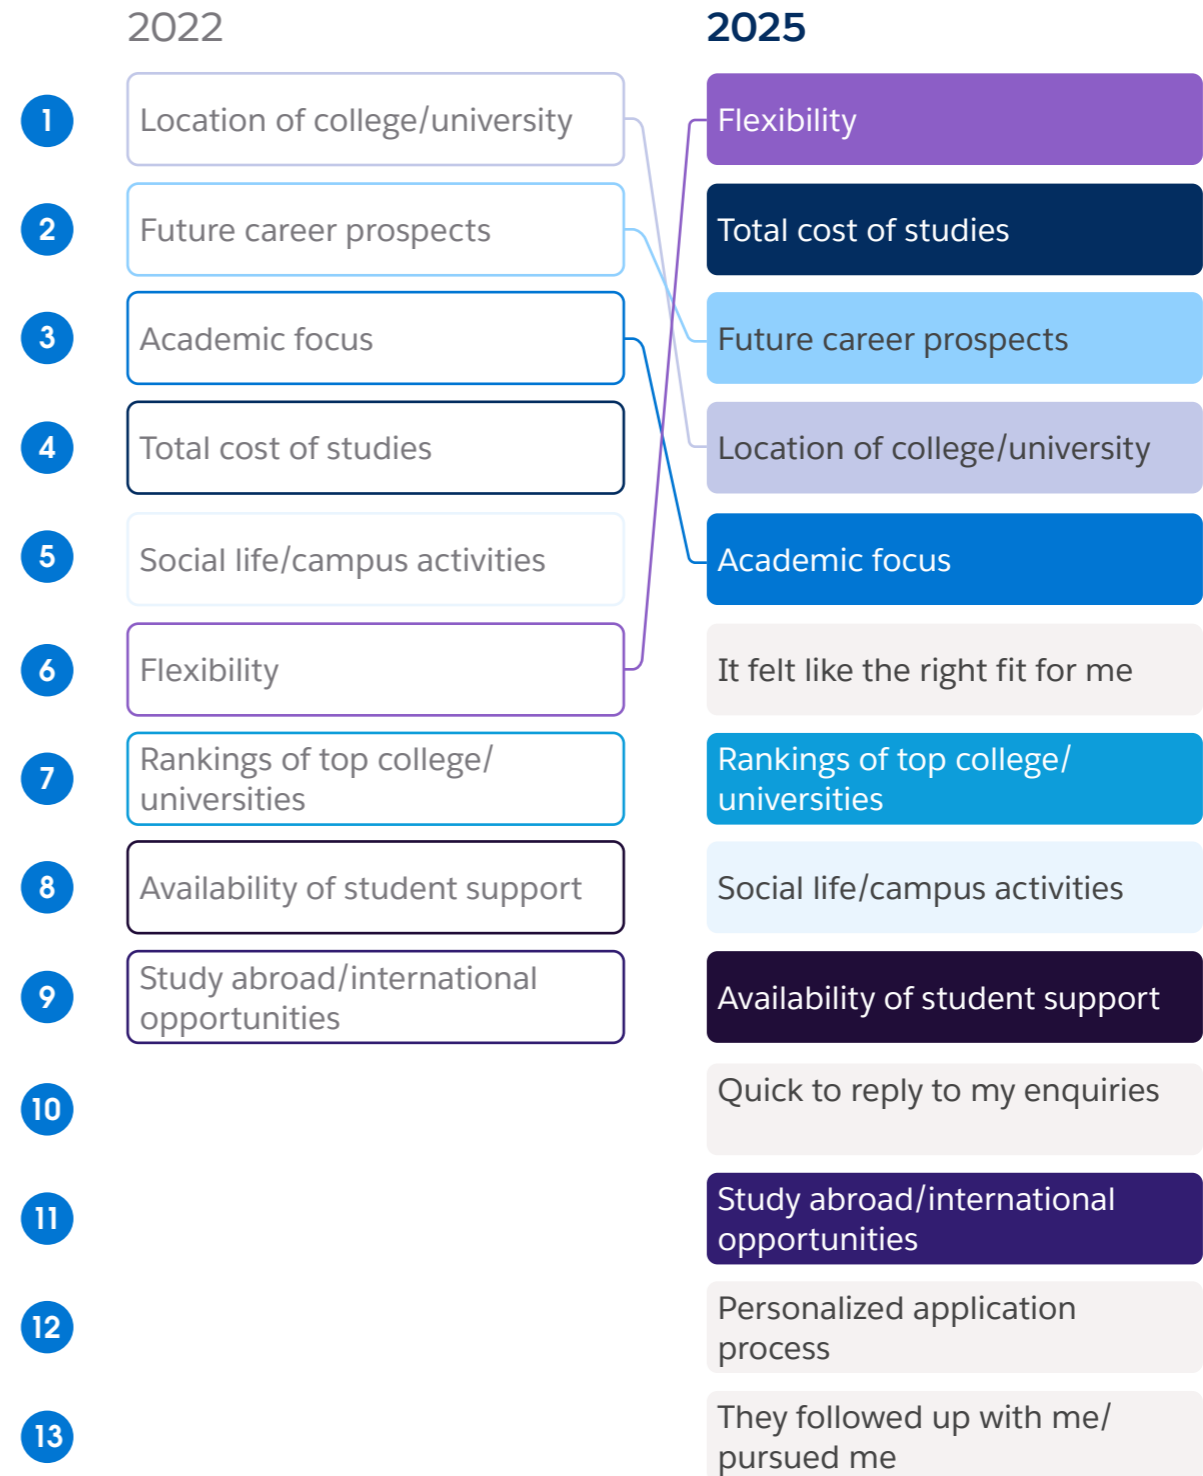 2022
2025
1
Location of college/university
Flexibility
2
Future career prospects
Total cost of studies
3
Academic focus
Future career prospects
4
Total cost of studies
Location of college/university
5
Social life/campus activities
Academic focus
6
Flexibility
It felt like the right fit for me
7
Rankings of top college/
universities
Rankings of top college/
universities
8
Availability of student support
Social life/campus activities
9
Study abroad/international
opportunities
Availability of student support
10
Quick to reply to my enquiries
11
Study abroad/international
opportunities
12
Personalized application
process
13
They followed up with me/
pursued me